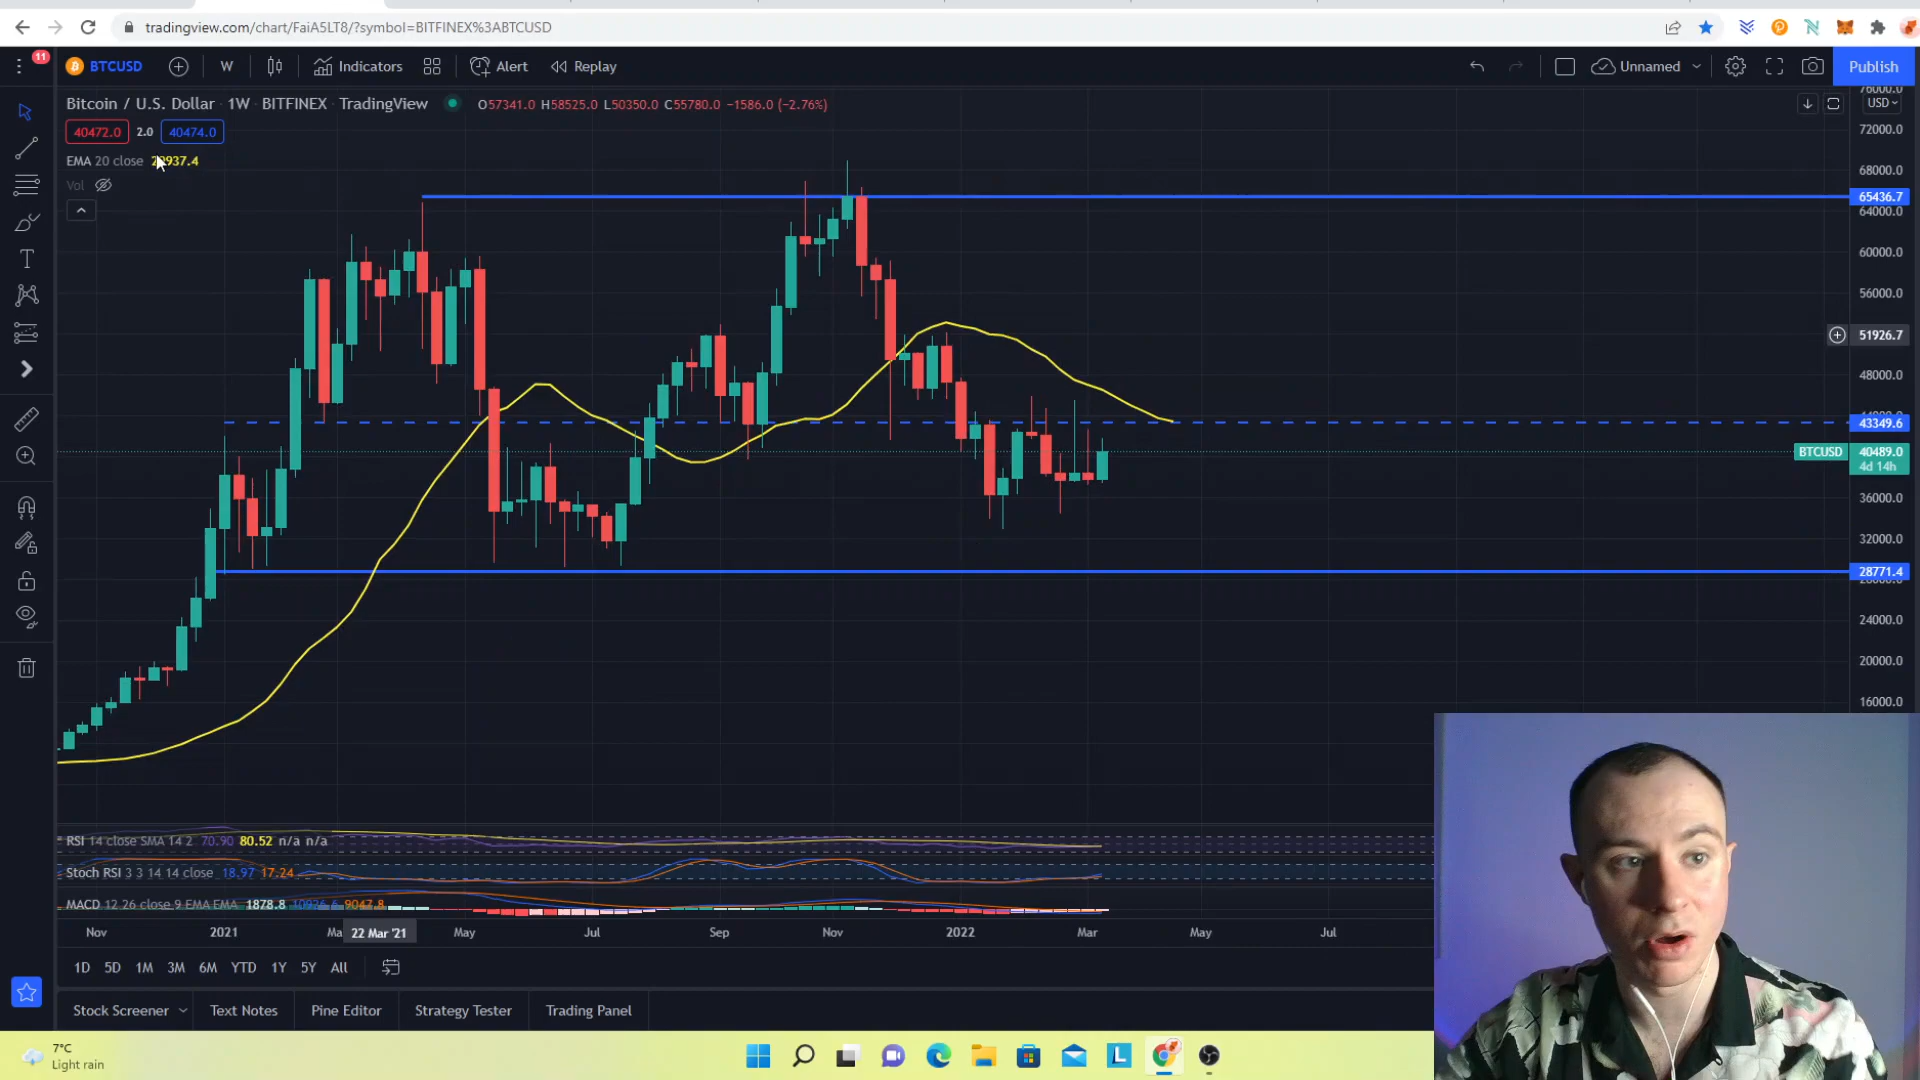 tradingview.com/chart/FaiA5LT8/?symbol=BITFINEX%3ABTCUSD
11
BTCUSD
W
Indicators
Alert
Replay
Unnamed
Publish
Bitcoin / U.S. Dollar · 1W · BITFINEX · TradingView
O57341.0 H58525.0 L50350.0 C55780.0 −1586.0 (−2.76%)
USD
40472.0 2.0 40474.0
EMA 20 close
Vol
72000.0
68000.0
65436.7
64000.0
60000.0
56000.0
51926.7
48000.0
43349.6
BTCUSD 40489.0
4d 14h
36000.0
32000.0
28771.4
24000.0
20000.0
16000.0
RSI 14 close SMA 14 2 70.90 80.52 n/a n/a
Stoch RSI 3 3 14 14 close 18.97 17.24
MACD 12 26 close 9 EMA EMA 1878.8 9047.8
Nov 2021 22 Mar '21 May Jul Sep Nov 2022 Mar May Jul
1D 5D 1M 3M 6M YTD 1Y 5Y All
Stock Screener Text Notes Pine Editor Strategy Tester Trading Panel
7°C
Light rain